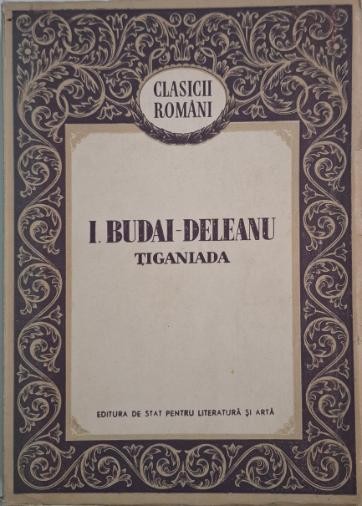 CLASICII
ROMÂNI
I. BUDAI-DELEANU
ȚIGANIADA
EDITURA DE STAT PENTRU LITERATURĂ ȘI ARTĂ